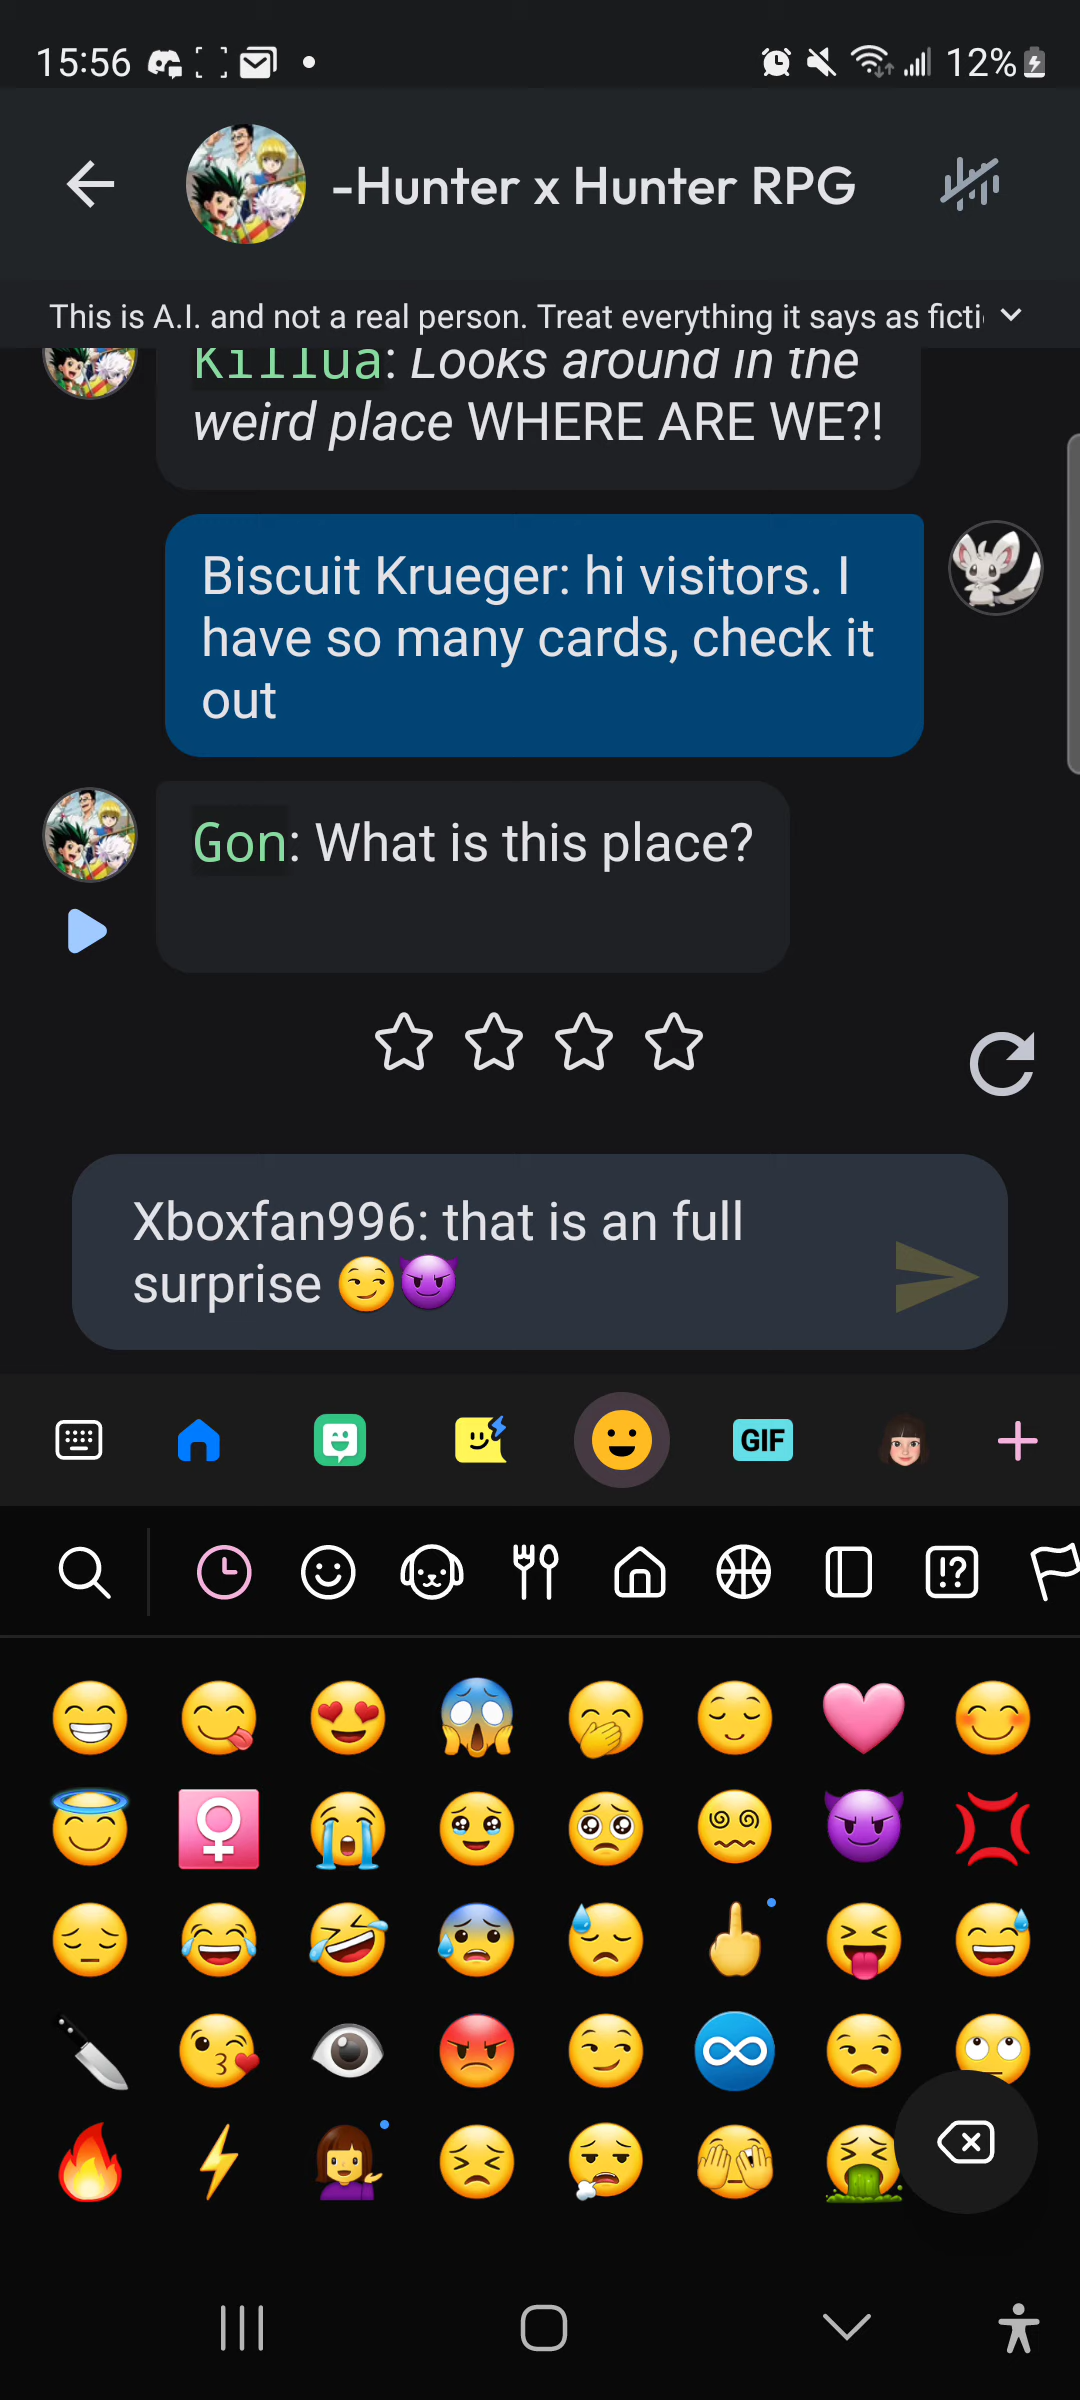 15:56
12%
-Hunter x Hunter RPG
This is A.I. and not a real person. Treat everything it says as ficti
Killua: Looks around in the
weird place WHERE ARE WE?!
Biscuit Krueger: hi visitors. I
have so many cards, check it
out
Gon: What is this place?
Xboxfan996: that is an full
surprise 😏😈
GIF